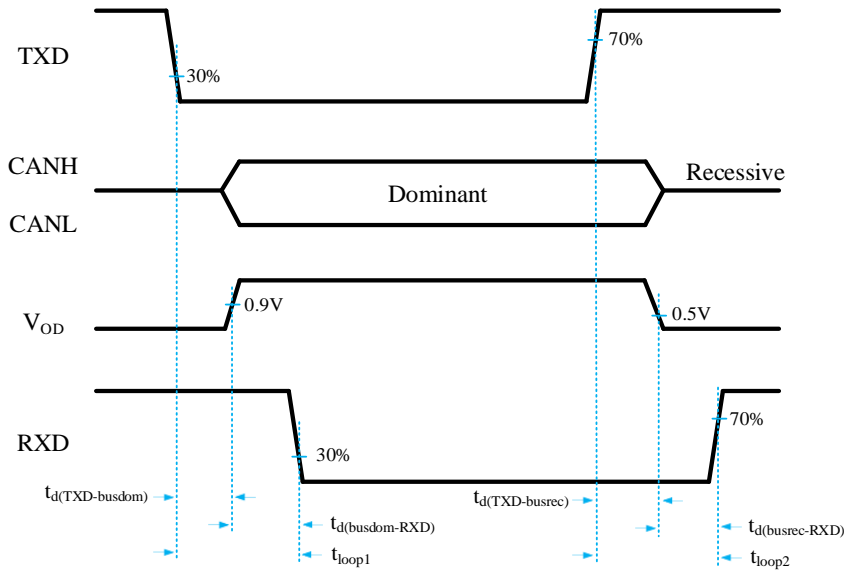 TXD
30%
70%
CANH
CANL
Dominant
Recessive
VOD
0.9V
0.5V
RXD
30%
70%
td(TXD-busdom)
td(TXD-busrec)
td(busdom-RXD)
td(busrec-RXD)
tloop1
tloop2